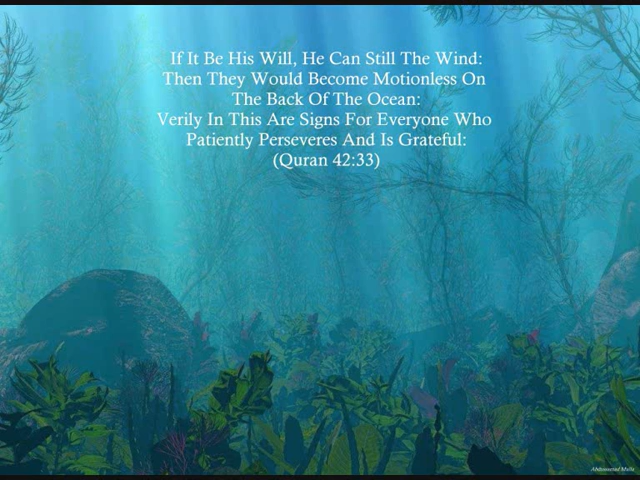 If It Be His Will, He Can Still The Wind:
Then They Would Become Motionless On
The Back Of The Ocean:
Verily In This Are Signs For Everyone Who
Patiently Perseveres And Is Grateful:
(Quran 42:33)